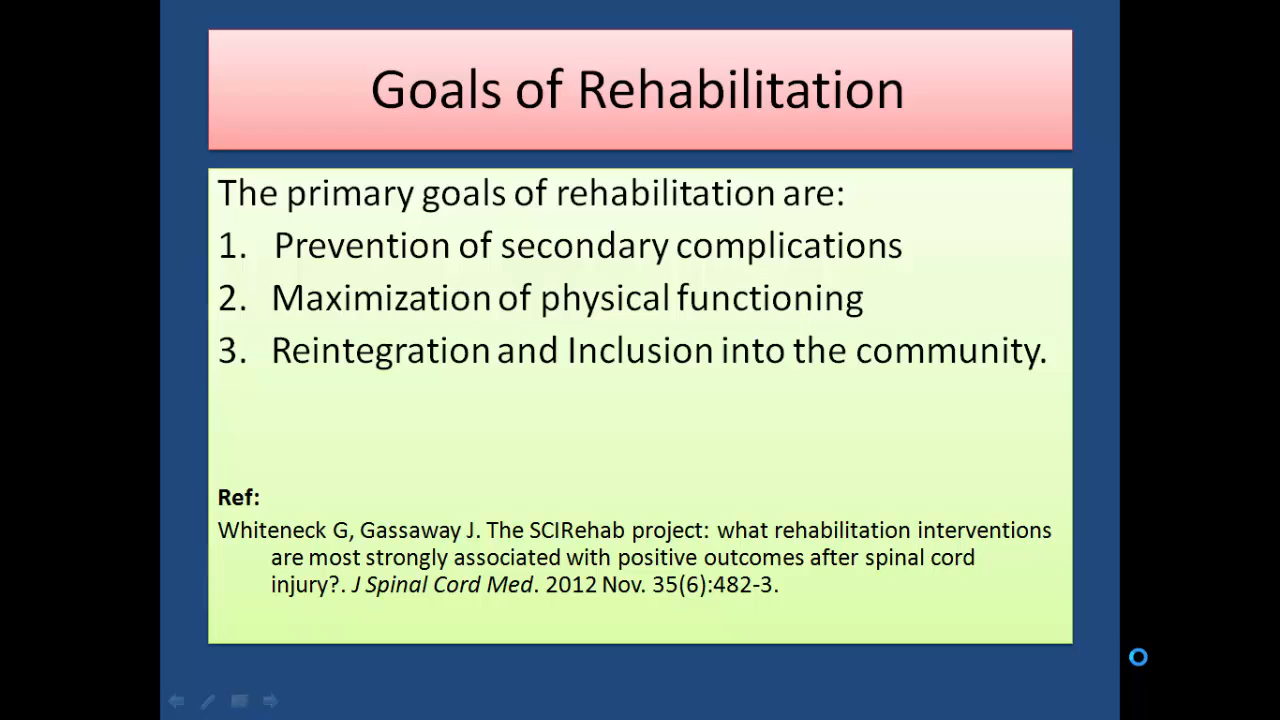 Goals of Rehabilitation
The primary goals of rehabilitation are:
1. Prevention of secondary complications
2. Maximization of physical functioning
3. Reintegration and Inclusion into the community.
Ref:
Whiteneck G, Gassaway J. The SCIRehab project: what rehabilitation interventions
are most strongly associated with positive outcomes after spinal cord
injury?. J Spinal Cord Med. 2012 Nov. 35(6):482-3.